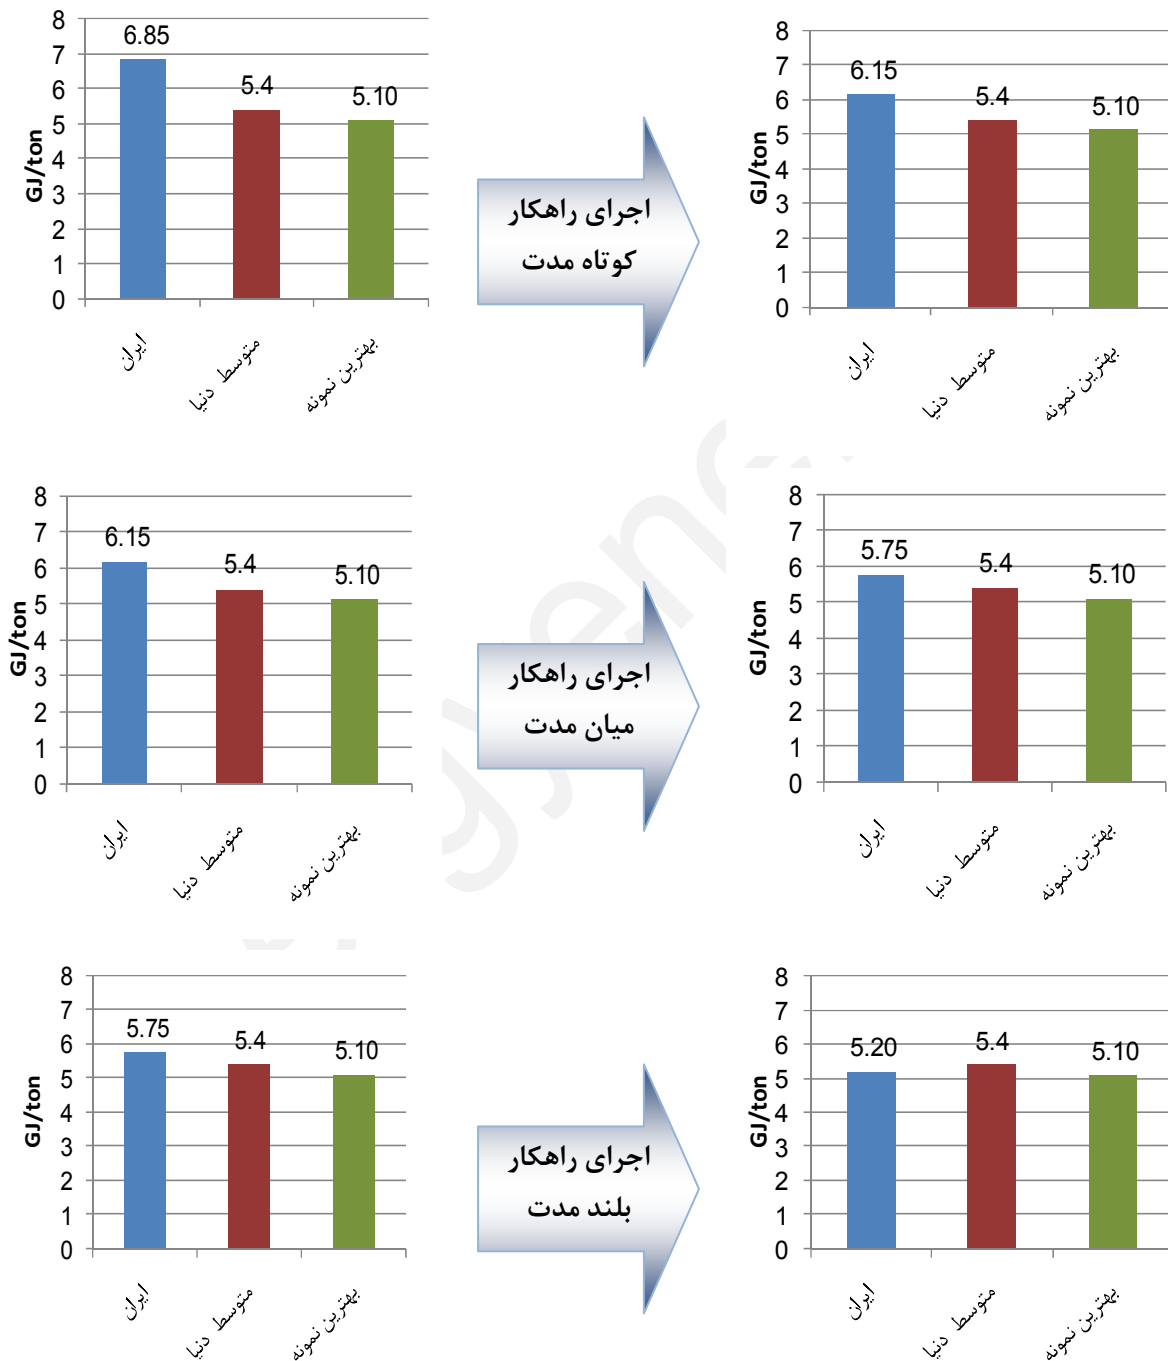 8
7
6
5
4
3
2
1
0
GJ/ton
6.85
5.4
5.10
ایران
متوسط دنیا
بهترین نمونه
اجرای راهکار
کوتاه مدت
8
7
6
5
4
3
2
1
0
GJ/ton
6.15
5.4
5.10
ایران
متوسط دنیا
بهترین نمونه
8
7
6
5
4
3
2
1
0
GJ/ton
6.15
5.4
5.10
ایران
متوسط دنیا
بهترین نمونه
اجرای راهکار
میان مدت
8
7
6
5
4
3
2
1
0
GJ/ton
5.75
5.4
5.10
ایران
متوسط دنیا
بهترین نمونه
8
7
6
5
4
3
2
1
0
GJ/ton
5.75
5.4
5.10
ایران
متوسط دنیا
بهترین نمونه
اجرای راهکار
بلند مدت
8
7
6
5
4
3
2
1
0
GJ/ton
5.20
5.4
5.10
ایران
متوسط دنیا
بهترین نمونه